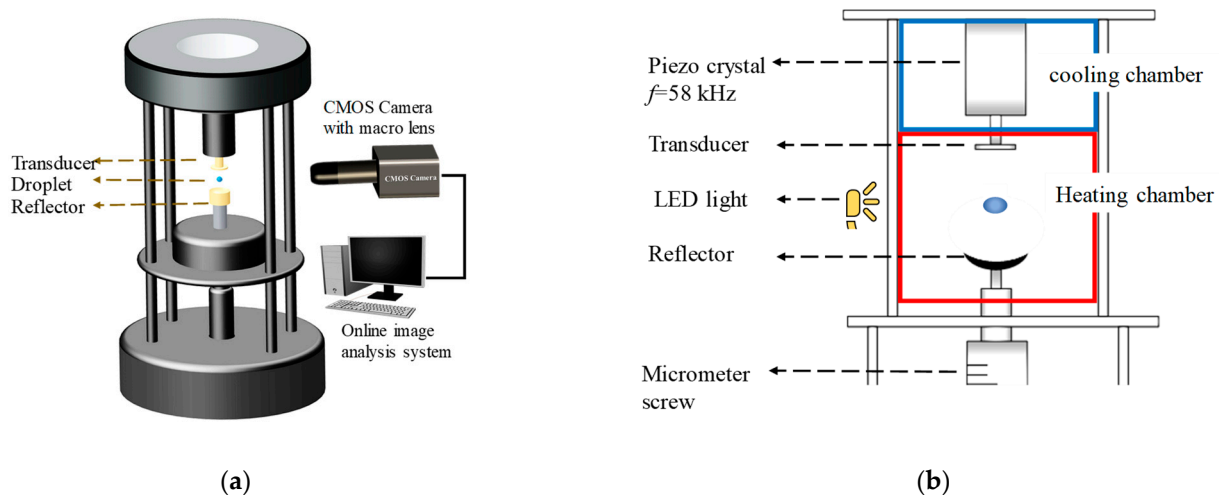 CMOS Camera
with macro lens
CMOS Camera
Transducer
Droplet
Reflector
Online image
analysis system
(a)
Piezo crystal
f=58 kHz
cooling chamber
Transducer
LED light
Heating chamber
Reflector
Micrometer
screw
(b)